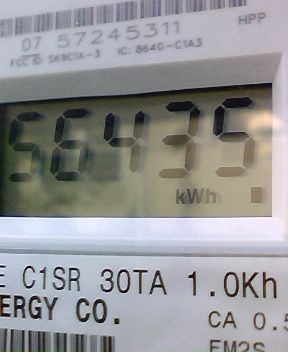 HPP
07 57245311
FCC ID: SK9C1A-3 IC: 864G-C1A3
56435
kWh
E C1SR 30TA 1.0Kh
ERGY CO.
CA 0.5
EM2S